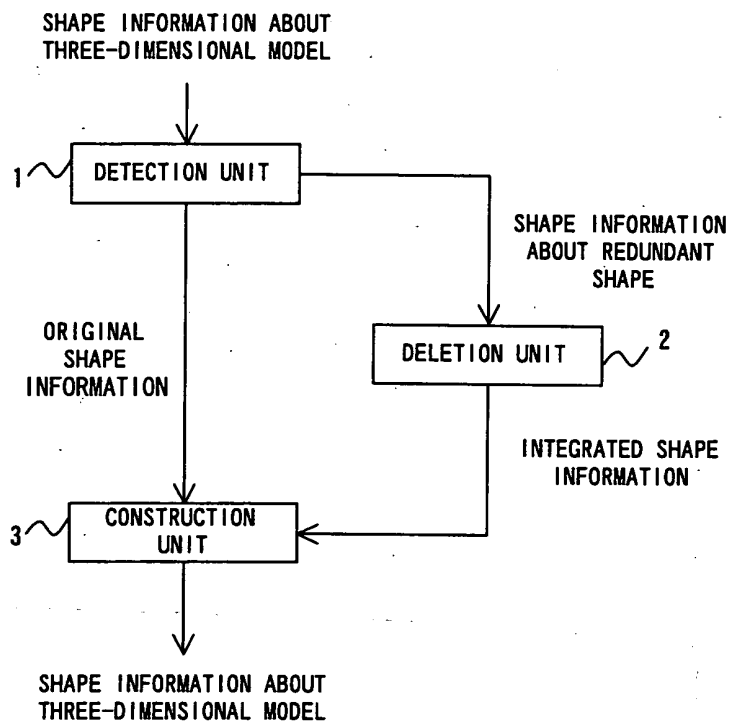 SHAPE INFORMATION ABOUT
THREE-DIMENSIONAL MODEL
1
DETECTION UNIT
SHAPE INFORMATION
ABOUT REDUNDANT
SHAPE
ORIGINAL
SHAPE
INFORMATION
DELETION UNIT
2
INTEGRATED SHAPE
INFORMATION
3
CONSTRUCTION
UNIT
SHAPE INFORMATION ABOUT
THREE-DIMENSIONAL MODEL